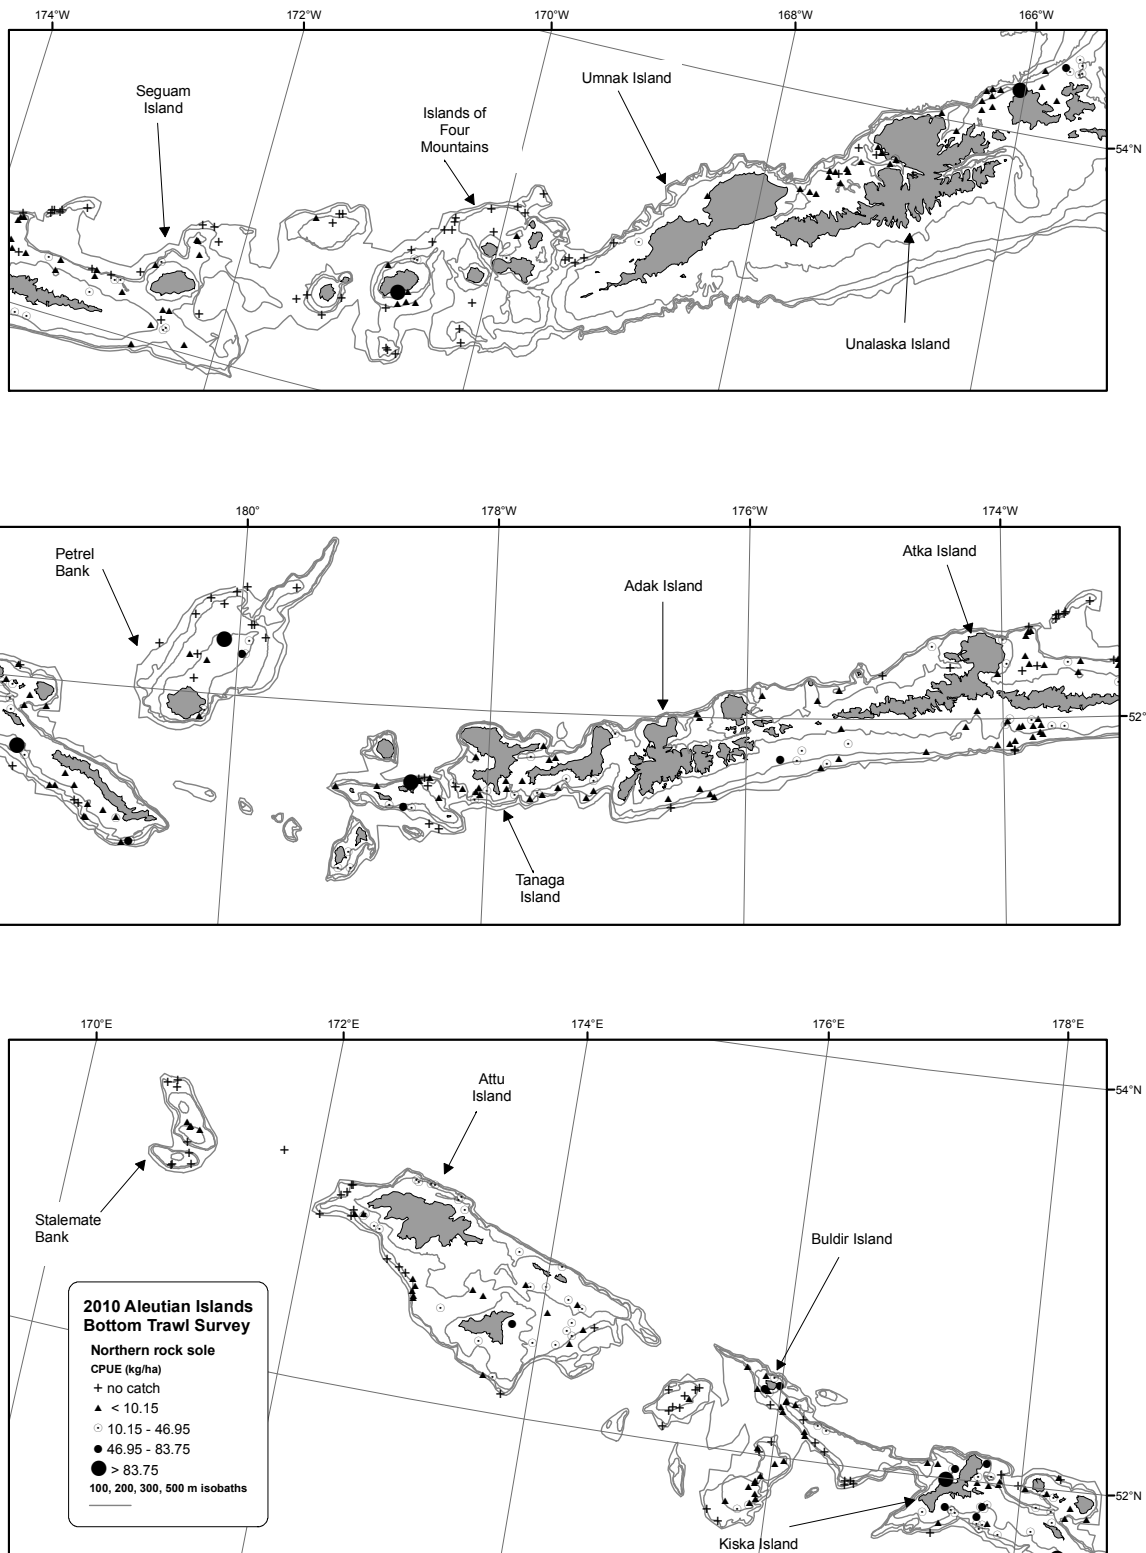 174°W
172°W
170°W
168°W
166°W
Seguam
Island
Islands of
Four
Mountains
Umnak Island
54°N
Unalaska Island
180°
178°W
176°W
174°W
Petrel
Bank
Adak Island
Atka Island
52°
Tanaga
Island
170°E
172°E
174°E
176°E
178°E
Attu
Island
54°N
Stalemate
Bank
Buldir Island
2010 Aleutian Islands
Bottom Trawl Survey
Northern rock sole
CPUE (kg/ha)
no catch
< 10.15
10.15 - 46.95
46.95 - 83.75
> 83.75
100, 200, 300, 500 m isobaths
52°N
Kiska Island